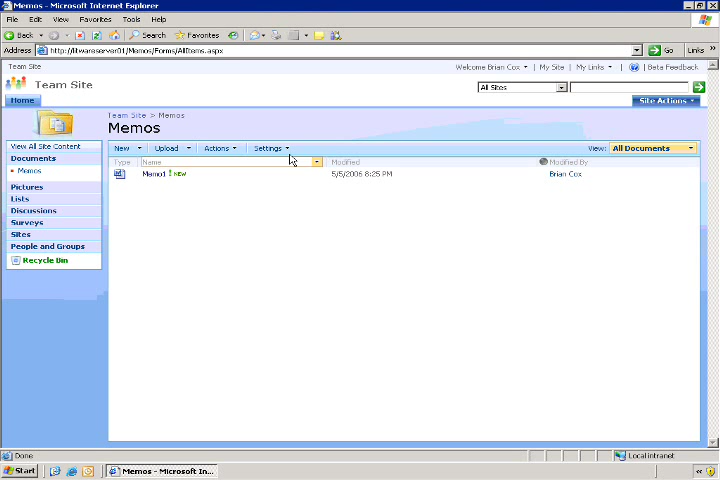 Memos - Microsoft Internet Explorer
File Edit View Favorites Tools Help
Back Search Favorites
Address http://litwareserver01/Memos/Forms/AllItems.aspx Go Links »
Team Site Welcome Brian Cox My Site My Links Beta Feedback
Team Site All Sites
Home Site Actions
Team Site > Memos
Memos
View All Site Content
Documents
Memos
Pictures
Lists
Discussions
Surveys
Sites
People and Groups
Recycle Bin
New Upload Actions Settings View: All Documents
Type Name Modified Modified By
Memo1 ! NEW 5/5/2006 8:25 PM Brian Cox
Done Local intranet
Start Memos - Microsoft In... «